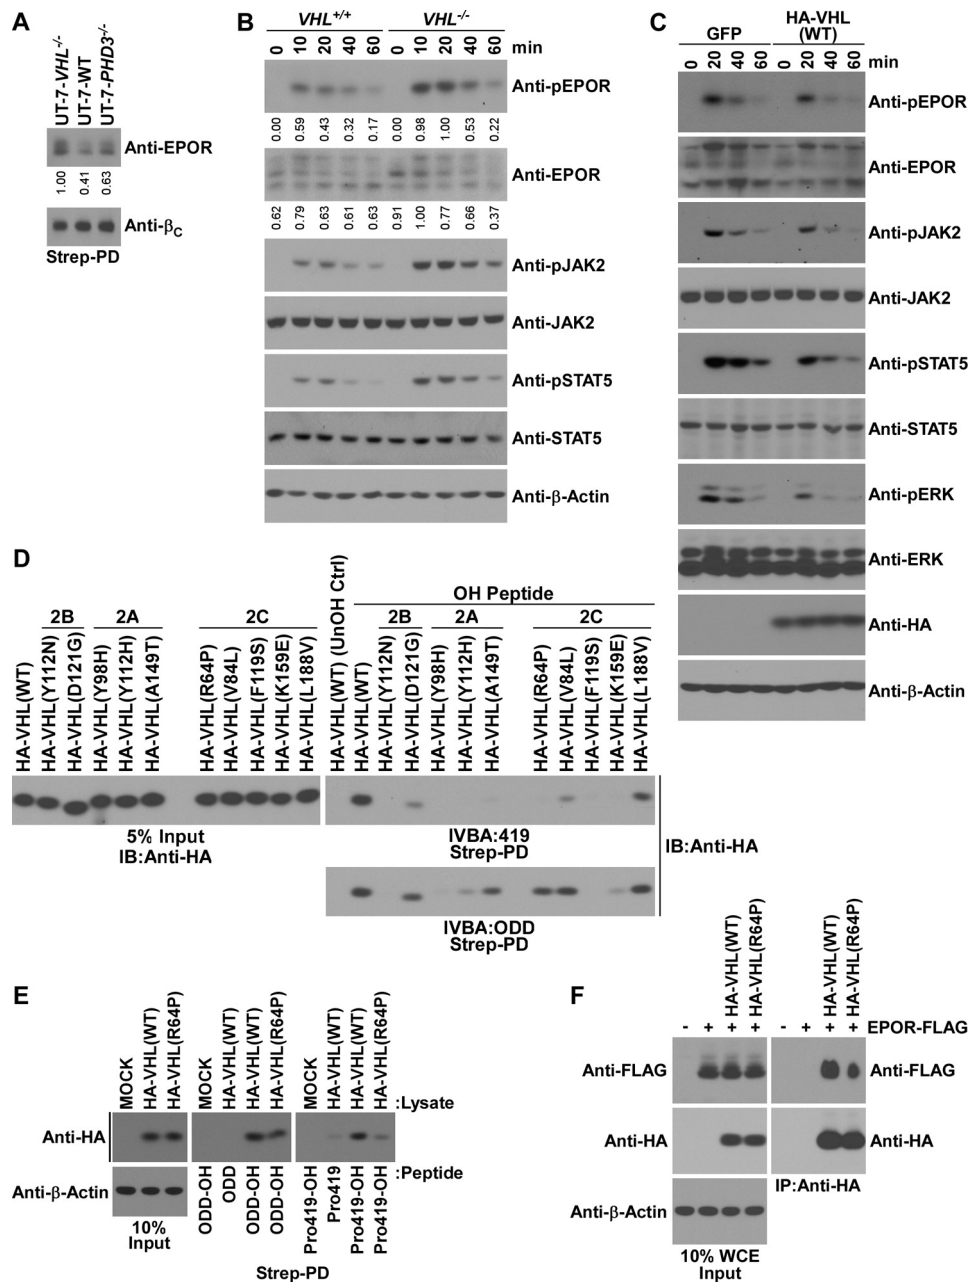 A
UT-7-VHL-/-
UT-7-WT
UT-7-PHD3-/-
Anti-EPOR
1.00 0.41 0.63
Anti-βC
Strep-PD
B
VHL+/+ VHL-/-
0 10 20 40 60 0 10 20 40 60 min
Anti-pEPOR
0.00 0.59 0.43 0.32 0.17 0.00 0.98 1.00 0.53 0.22
Anti-EPOR
0.62 0.79 0.63 0.61 0.63 0.91 1.00 0.77 0.66 0.37
Anti-pJAK2
Anti-JAK2
Anti-pSTAT5
Anti-STAT5
Anti-β-Actin
C
GFP HA-VHL
(WT)
0 20 40 60 0 20 40 60 min
Anti-pEPOR
Anti-EPOR
Anti-pJAK2
Anti-JAK2
Anti-pSTAT5
Anti-STAT5
Anti-pERK
Anti-ERK
Anti-HA
Anti-β-Actin
D
OH Peptide
2B 2A 2C 2B 2A 2C
HA-VHL(WT)
HA-VHL(Y112N)
HA-VHL(D121G)
HA-VHL(Y98H)
HA-VHL(Y112H)
HA-VHL(A149T)
HA-VHL(R64P)
HA-VHL(V84L)
HA-VHL(F119S)
HA-VHL(K159E)
HA-VHL(L188V)
HA-VHL(WT) (UnOH Ctrl)
HA-VHL(WT)
HA-VHL(Y112N)
HA-VHL(D121G)
HA-VHL(Y98H)
HA-VHL(Y112H)
HA-VHL(A149T)
HA-VHL(R64P)
HA-VHL(V84L)
HA-VHL(F119S)
HA-VHL(K159E)
HA-VHL(L188V)
5% Input
IB:Anti-HA
IVBA:419
Strep-PD
IB:Anti-HA
IVBA:ODD
Strep-PD
E
MOCK
HA-VHL(WT)
HA-VHL(R64P)
MOCK
HA-VHL(WT)
HA-VHL(WT)
HA-VHL(R64P)
MOCK
HA-VHL(WT)
HA-VHL(WT)
HA-VHL(R64P)
:Lysate
Anti-HA
:Peptide
Anti-β-Actin
ODD-OH
ODD
ODD-OH
ODD-OH
Pro419-OH
Pro419
Pro419-OH
Pro419-OH
10%
Input
Strep-PD
F
HA-VHL(WT)
HA-VHL(R64P)
HA-VHL(WT)
HA-VHL(R64P)
- + + + - + + + EPOR-FLAG
Anti-FLAG Anti-FLAG
Anti-HA Anti-HA
IP:Anti-HA
Anti-β-Actin
10% WCE
Input